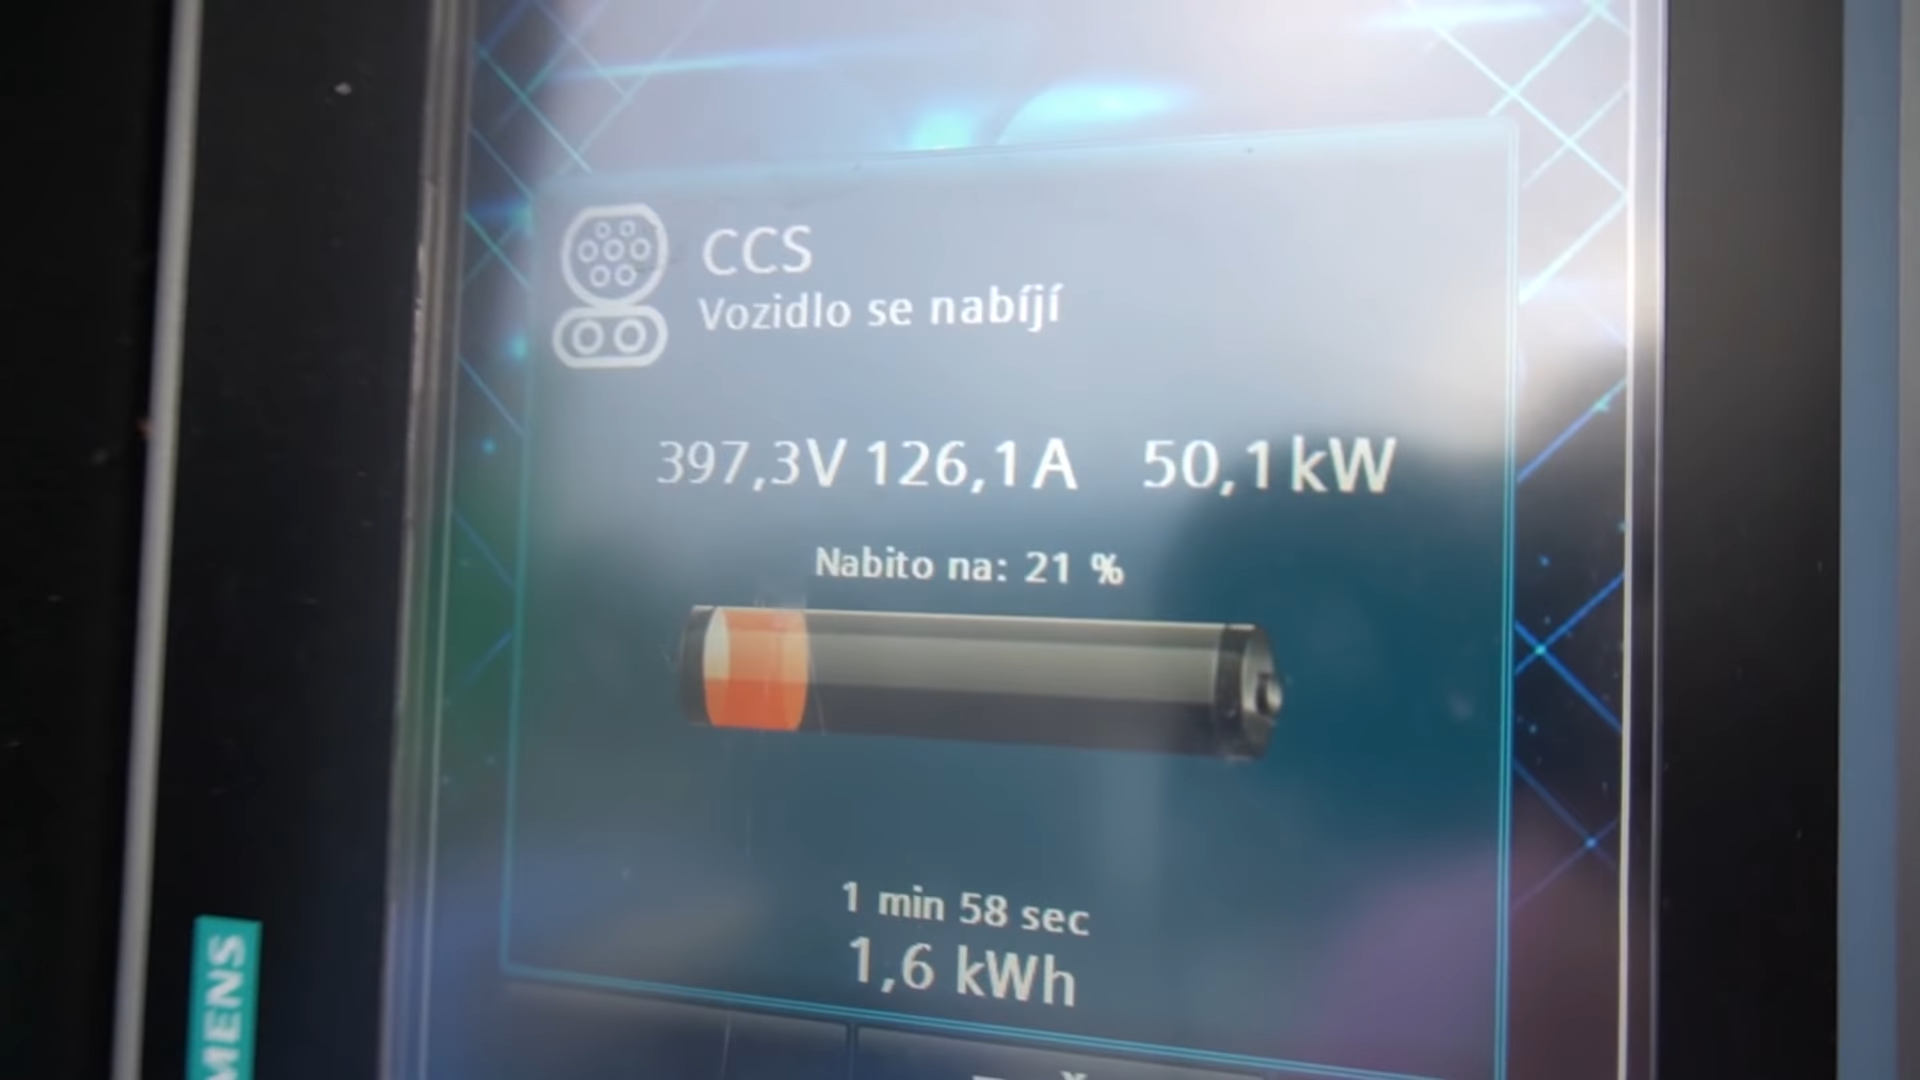 CCS
Vozidlo se nabíjí
397,3V 126,1A 50,1kW
Nabito na: 21 %
1 min 58 sec
1,6 kWh
MENS